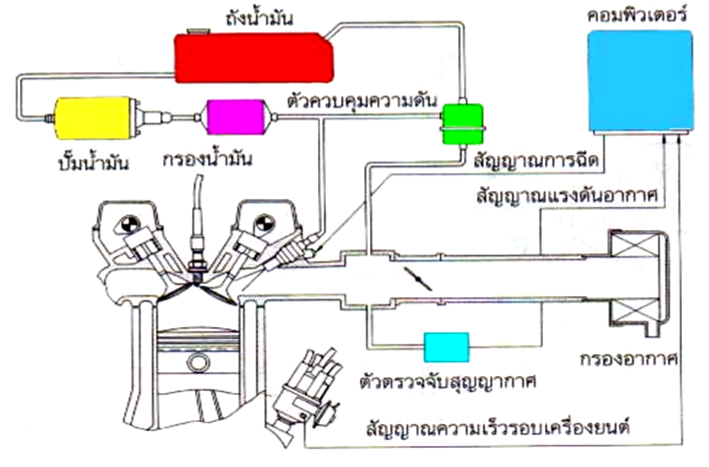 ถังน้ำมัน
คอมพิวเตอร์
ตัวควบคุมความดัน
ปั๊มน้ำมัน
กรองน้ำมัน
สัญญาณการฉีด
สัญญาณแรงดันอากาศ
กรองอากาศ
ตัวตรวจจับสุญญากาศ
สัญญาณความเร็วรอบเครื่องยนต์